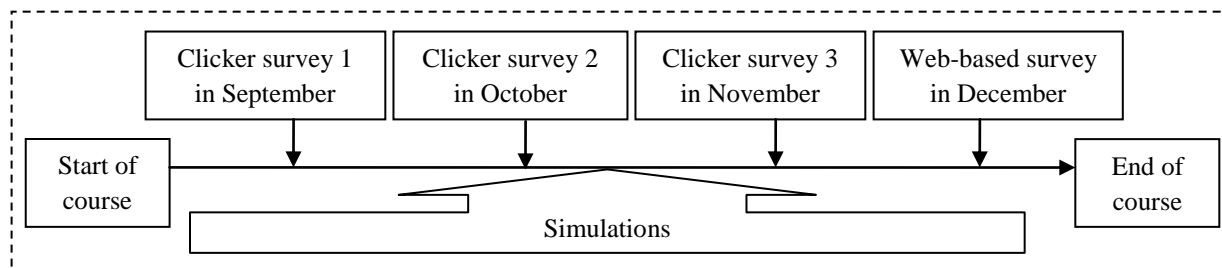 Clicker survey 1
in September
Clicker survey 2
in October
Clicker survey 3
in November
Web-based survey
in December
Start of
course
End of
course
Simulations